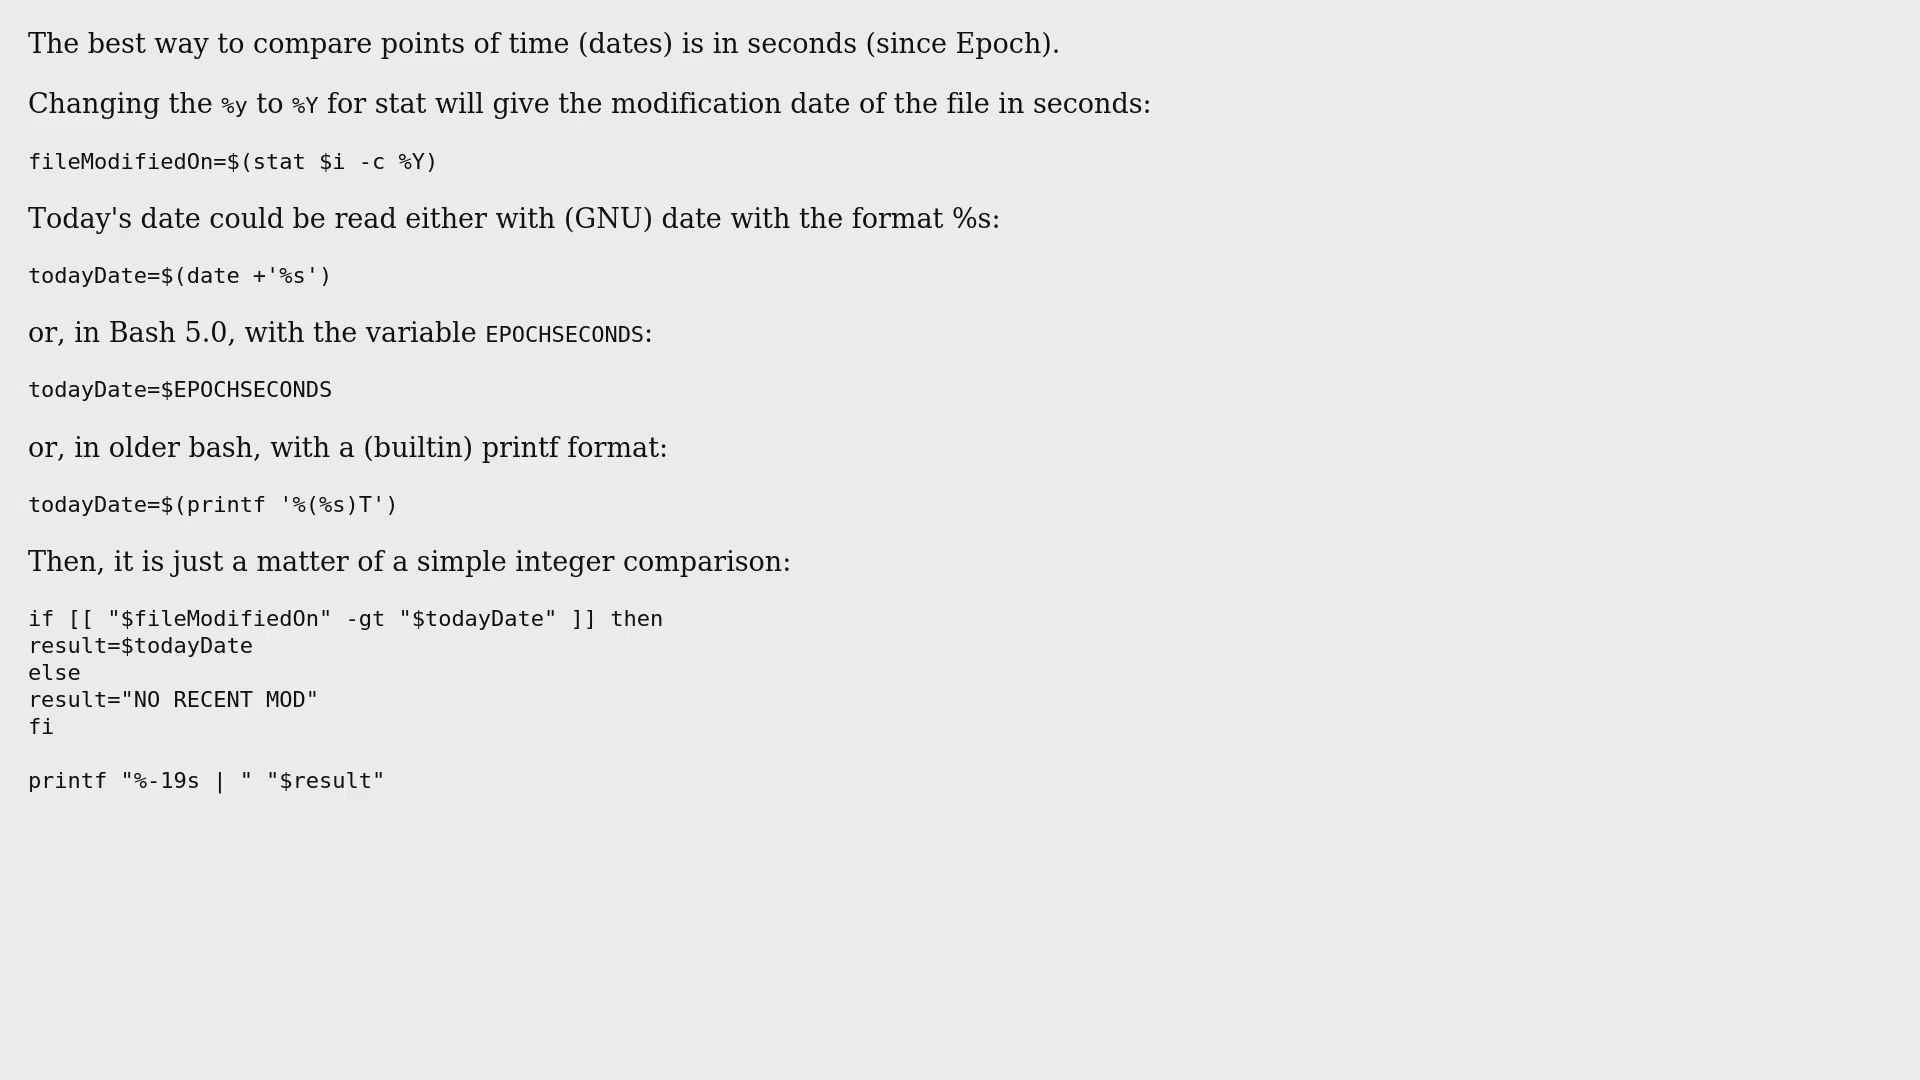 The best way to compare points of time (dates) is in seconds (since Epoch).
Changing the %y to %Y for stat will give the modification date of the file in seconds:
fileModifiedOn=$(stat $i -c %Y)
Today's date could be read either with (GNU) date with the format %s:
todayDate=$(date +'%s')
or, in Bash 5.0, with the variable EPOCHSECONDS:
todayDate=$EPOCHSECONDS
or, in older bash, with a (builtin) printf format:
todayDate=$(printf '%(%s)T')
Then, it is just a matter of a simple integer comparison:
if [[ "$fileModifiedOn" -gt "$todayDate" ]] then
result=$todayDate
else
result="NO RECENT MOD"
fi
printf "%-19s | " "$result"